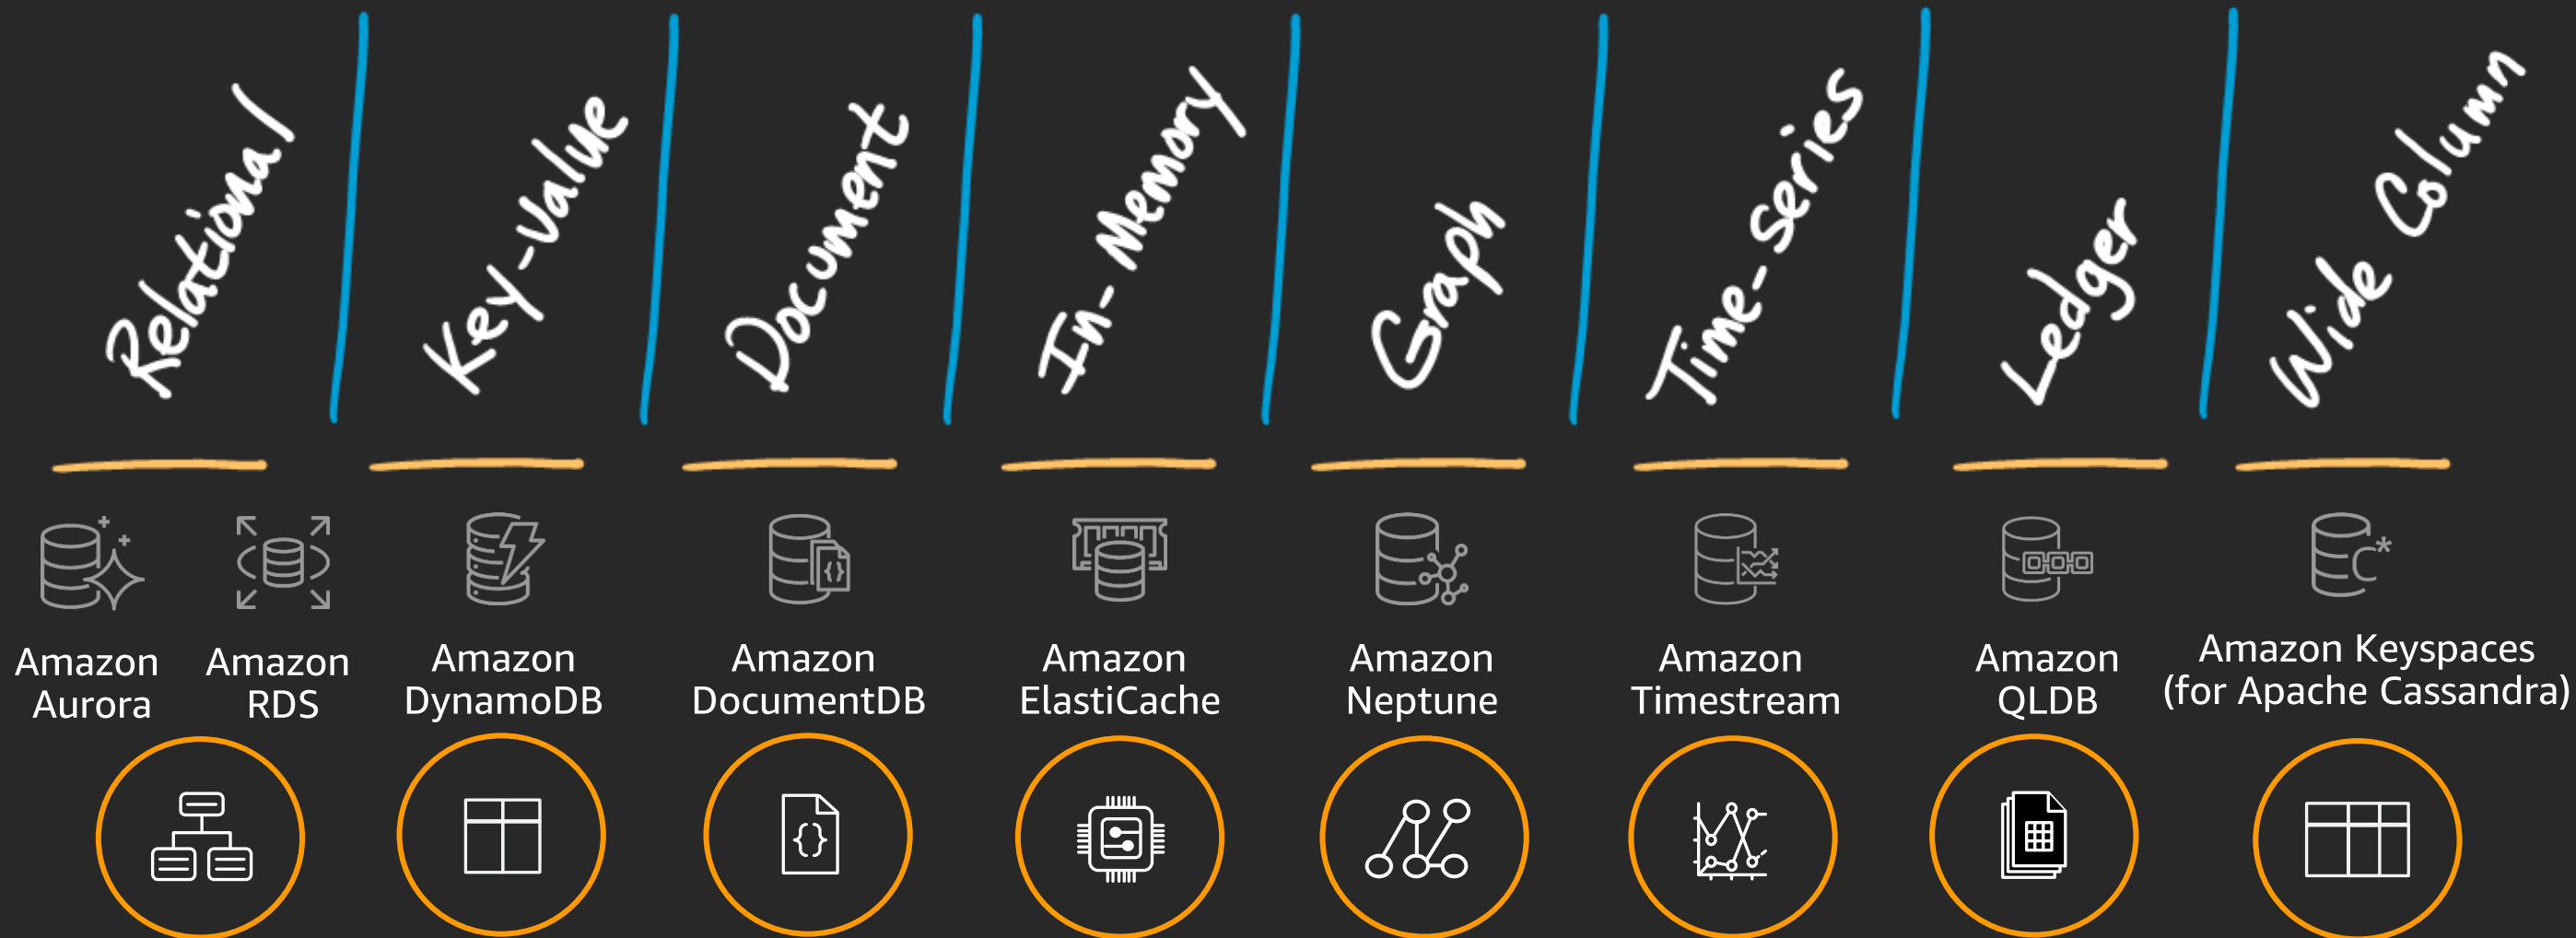 Relational
Key-Value
Document
In-Memory
Graph
Time-series
Ledger
Wide Column
Amazon
Aurora
Amazon
RDS
Amazon
DynamoDB
Amazon
DocumentDB
Amazon
ElastiCache
Amazon
Neptune
Amazon
Timestream
Amazon
QLDB
Amazon Keyspaces
(for Apache Cassandra)
C*
{}
{}